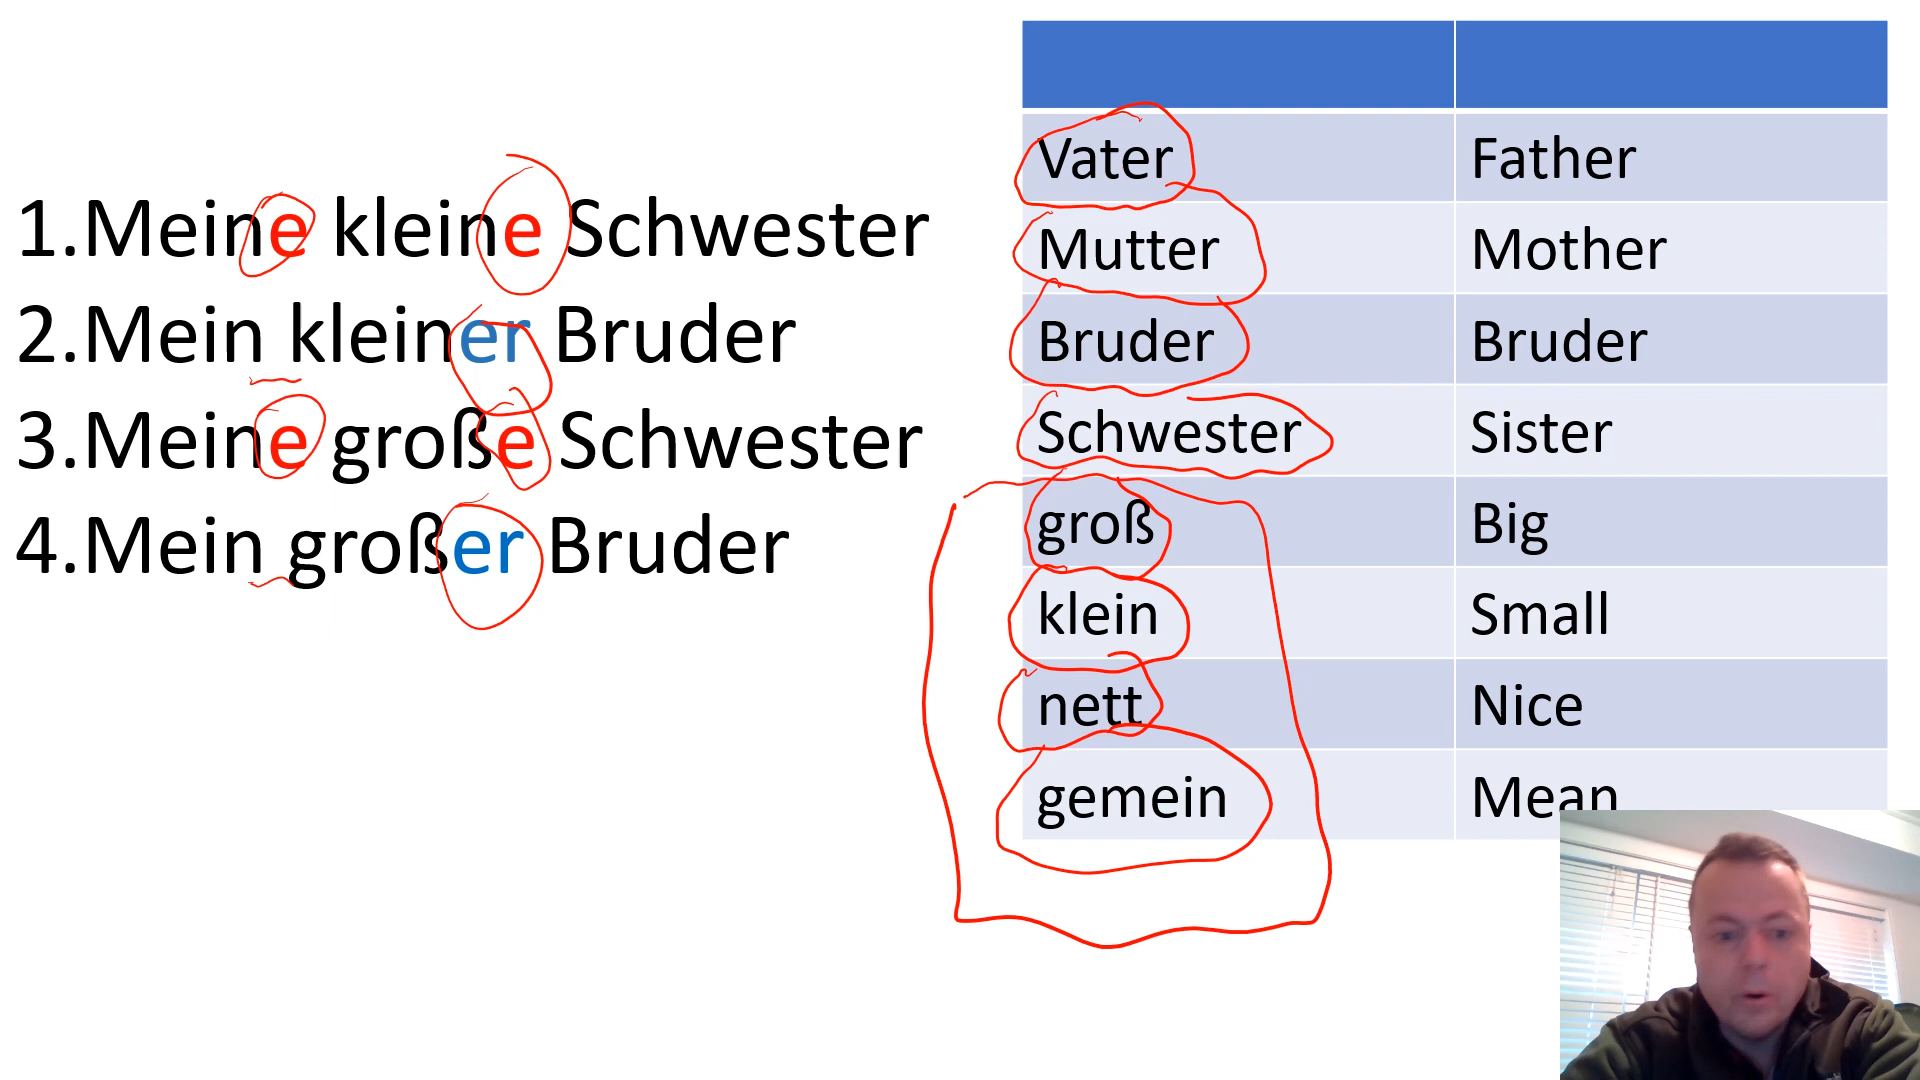 1.Meine kleine Schwester
2.Mein kleiner Bruder
3.Meine große Schwester
4.Mein großer Bruder
Vater Father
Mutter Mother
Bruder Bruder
Schwester Sister
groß Big
klein Small
nett Nice
gemein Mean